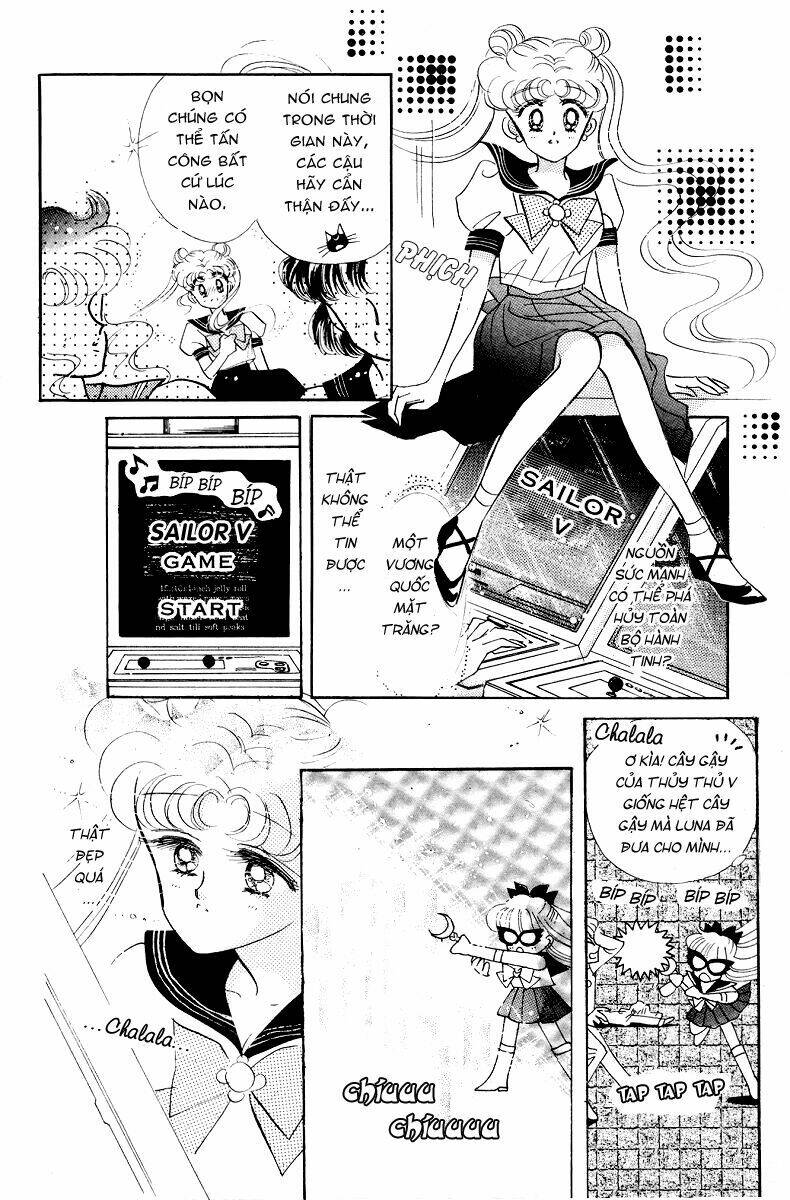 NÓI CHUNG
TRONG THỜI
GIAN NÀY,
CÁC CẬU
HÃY CẨN
THẬN ĐẤY...
BỌN
CHÚNG CÓ
THỂ TẤN
CÔNG BẤT
CỨ LÚC
NÀO.
PHỊCH
BÍP BÍP
BÍP
SAILOR V
GAME
START
THẬT
KHÔNG
THỂ
TIN
ĐƯỢC
...
MỘT
VƯƠNG
QUỐC
MẶT
TRĂNG?
SAILOR
V
NGUỒN
SỨC MẠNH
CÓ THỂ PHÁ
HỦY TOÀN
BỘ HÀNH
TINH?
THẬT
ĐẸP
QUÁ
...
...Chalala...
chíuuu
chíuuuu
Chalala
Ơ KÌA! CÂY GẬY
CỦA THỦY THỦ V
GIỐNG HỆT CÂY
GẬY MÀ LUNA ĐÃ
ĐƯA CHO MÌNH...
BÍP BÍP
BÍP BÍP
TAP TAP TAP